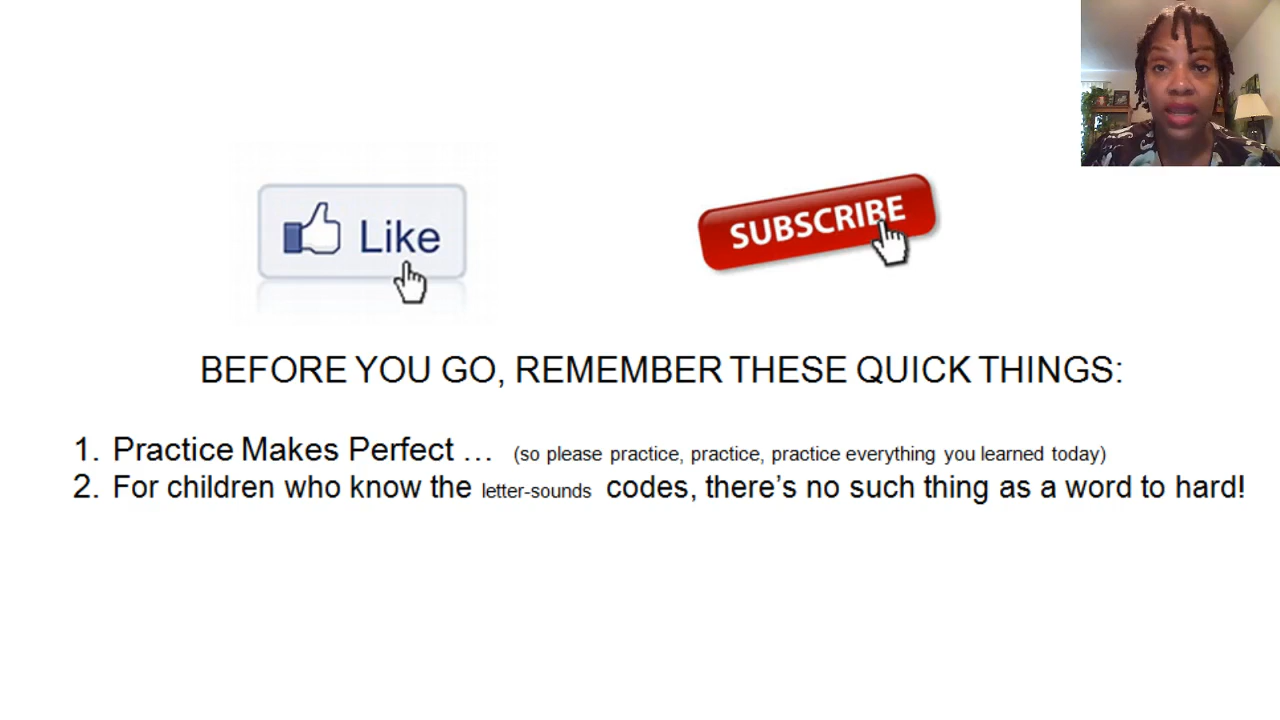 Like
SUBSCRIBE
BEFORE YOU GO, REMEMBER THESE QUICK THINGS:
1. Practice Makes Perfect … (so please practice, practice, practice everything you learned today)
2. For children who know the letter-sounds codes, there's no such thing as a word to hard!